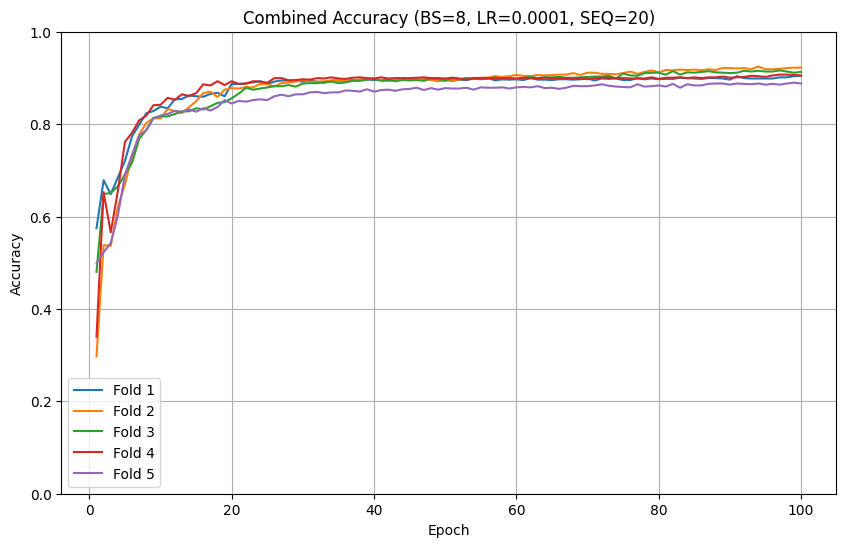 Combined Accuracy (BS=8, LR=0.0001, SEQ=20)
1.0
0.8
0.6
0.4
0.2
0.0
Accuracy
Fold 1
Fold 2
Fold 3
Fold 4
Fold 5
0 20 40 60 80 100
Epoch